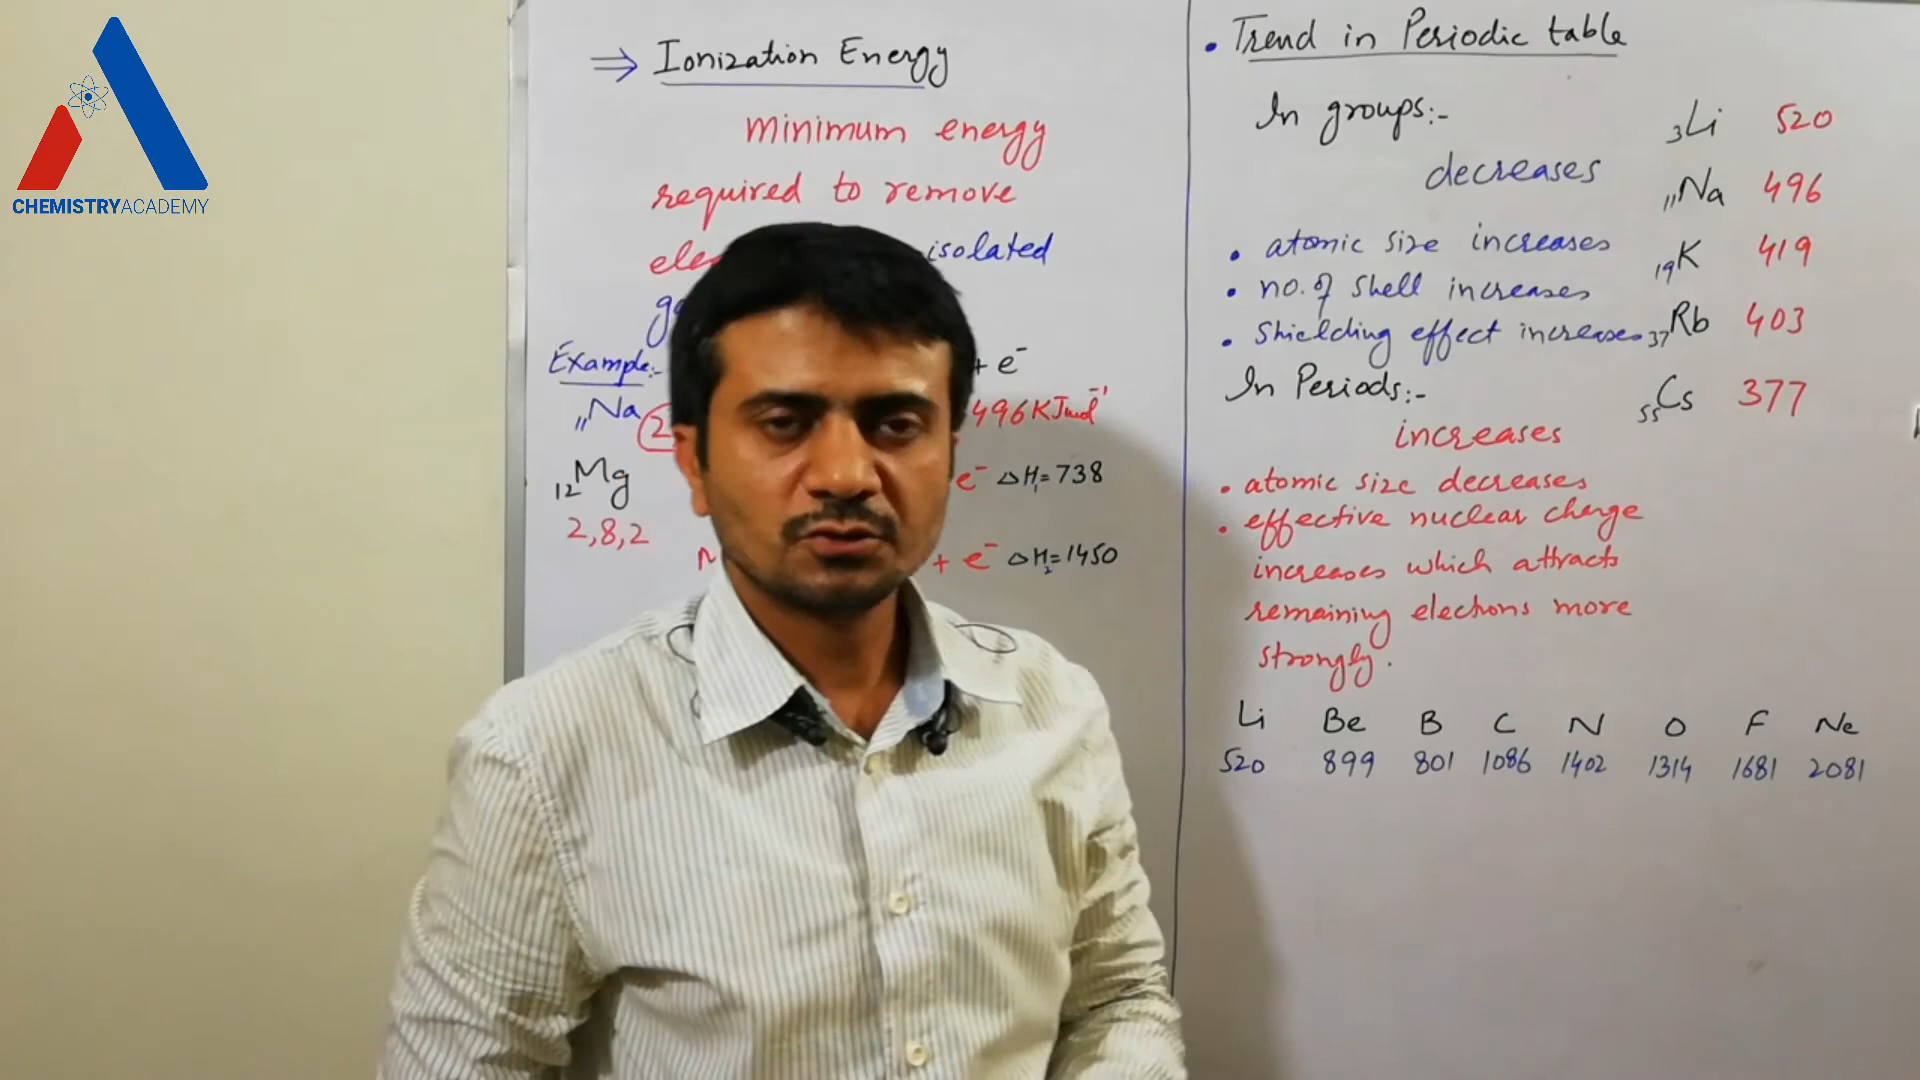 CHEMISTRYACADEMY
⇒ Ionization Energy
minimum energy
required to remove
isolated
Example:-
+ e⁻
₁₁Na 2
496 KJmol⁻¹
₁₂Mg
e⁻ ΔH₁=738
2,8,2
+ e⁻ ΔH₂=1450
• Trend in Periodic table
In groups:-
decreases
• atomic size increases
• no. of shell increases
• Shielding effect increases
₃Li 520
₁₁Na 496
₁₉K 419
₃₇Rb 403
₅₅Cs 377
In Periods:-
increases
• atomic size decreases
• effective nuclear charge
increases which attracts
remaining electrons more
strongly.
Li Be B C N O F Ne
520 899 801 1086 1402 1314 1681 2081